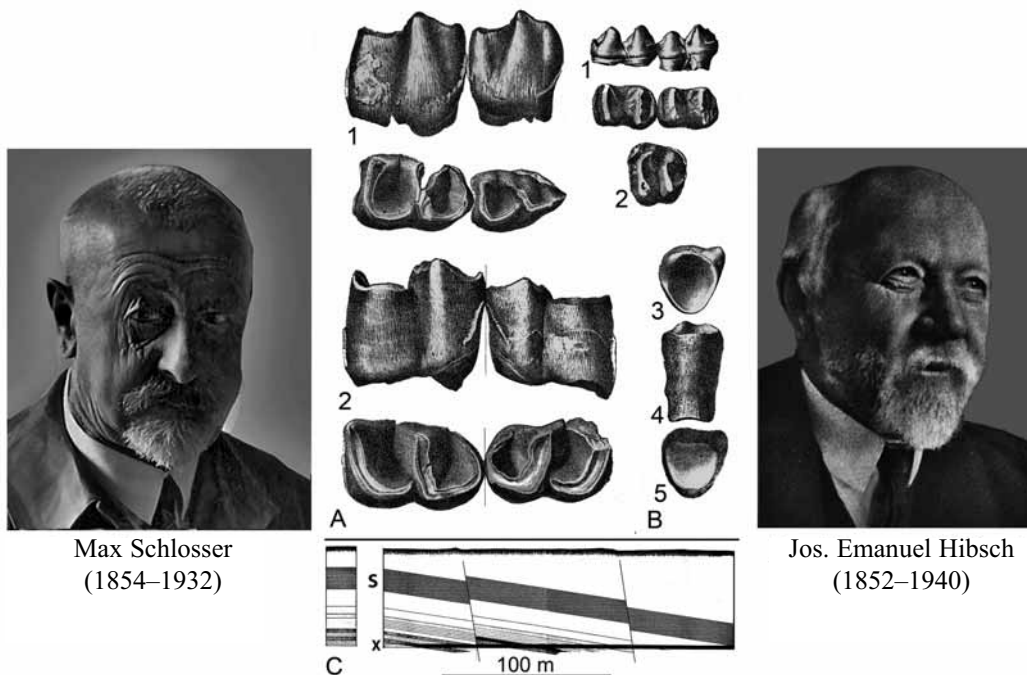 1
1
2
3
2
4
5
A
B
Max Schlosser
(1854–1932)
Jos. Emanuel Hibsch
(1852–1940)
S
x
C
100 m